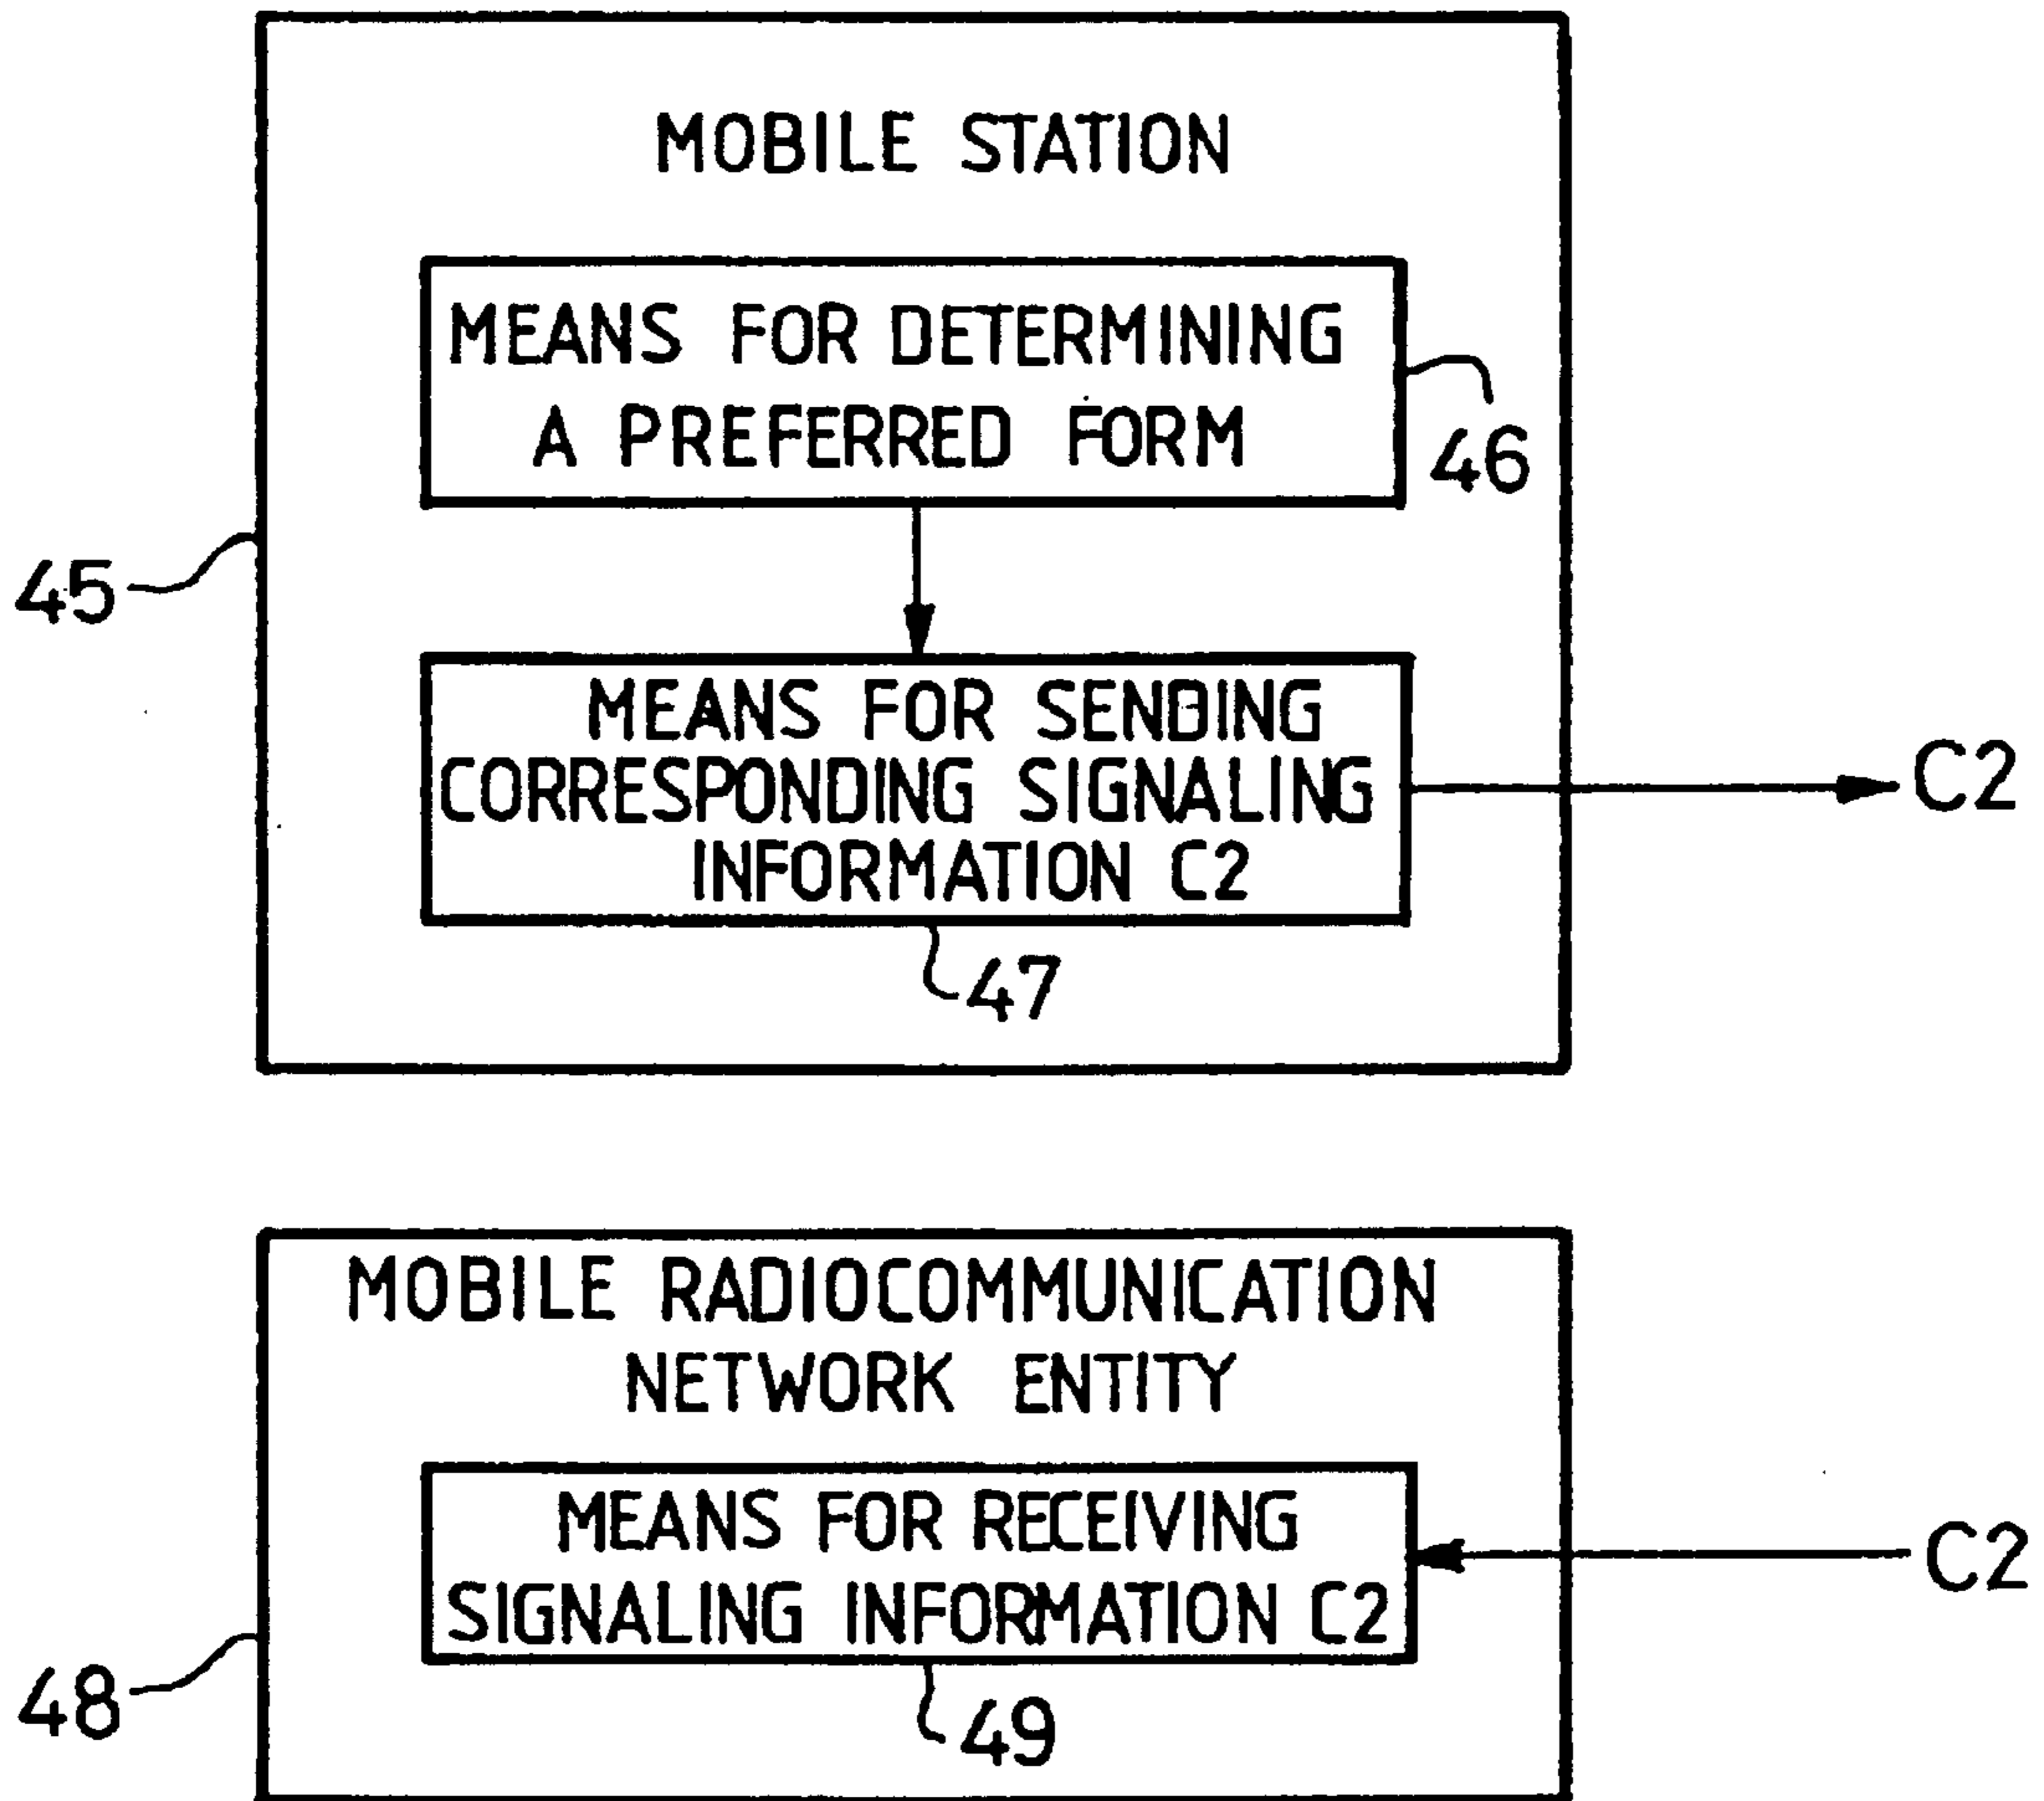 MOBILE STATION
MEANS FOR DETERMINING
A PREFERRED FORM
46
45
MEANS FOR SENDING
CORRESPONDING SIGNALING
INFORMATION C2
C2
47
MOBILE RADIOCOMMUNICATION
NETWORK ENTITY
MEANS FOR RECEIVING
SIGNALING INFORMATION C2
C2
48
49